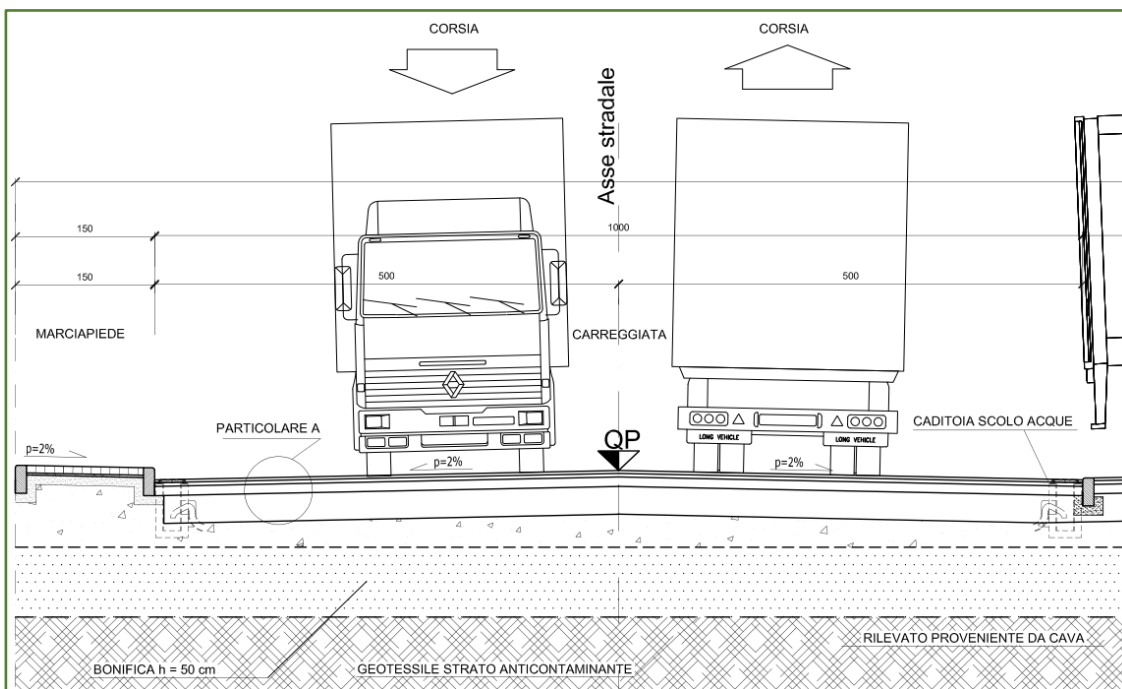 CORSIA
CORSIA
Asse stradale
150
1000
150
500
500
MARCIAPIEDE
CARREGGIATA
PARTICOLARE A
CADITOIA SCOLO ACQUE
QP
LONG VEHICLE
LONG VEHICLE
p=2%
p=2%
p=2%
RILEVATO PROVENIENTE DA CAVA
BONIFICA h = 50 cm
GEOTESSILE STRATO ANTICONTAMINANTE